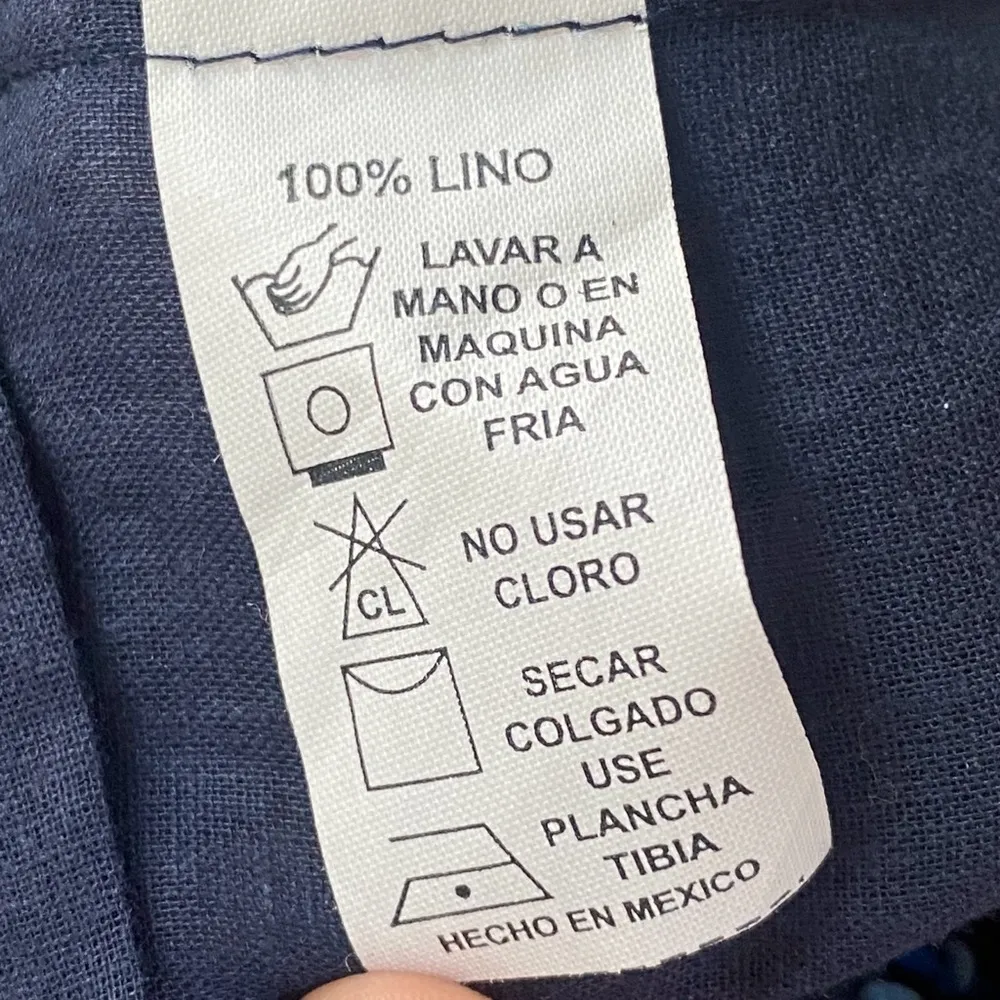 100% LINO
LAVAR A
MANO O EN
MAQUINA
CON AGUA
FRIA
NO USAR
CLORO
CL
SECAR
COLGADO
USE
PLANCHA
TIBIA
HECHO EN MEXICO